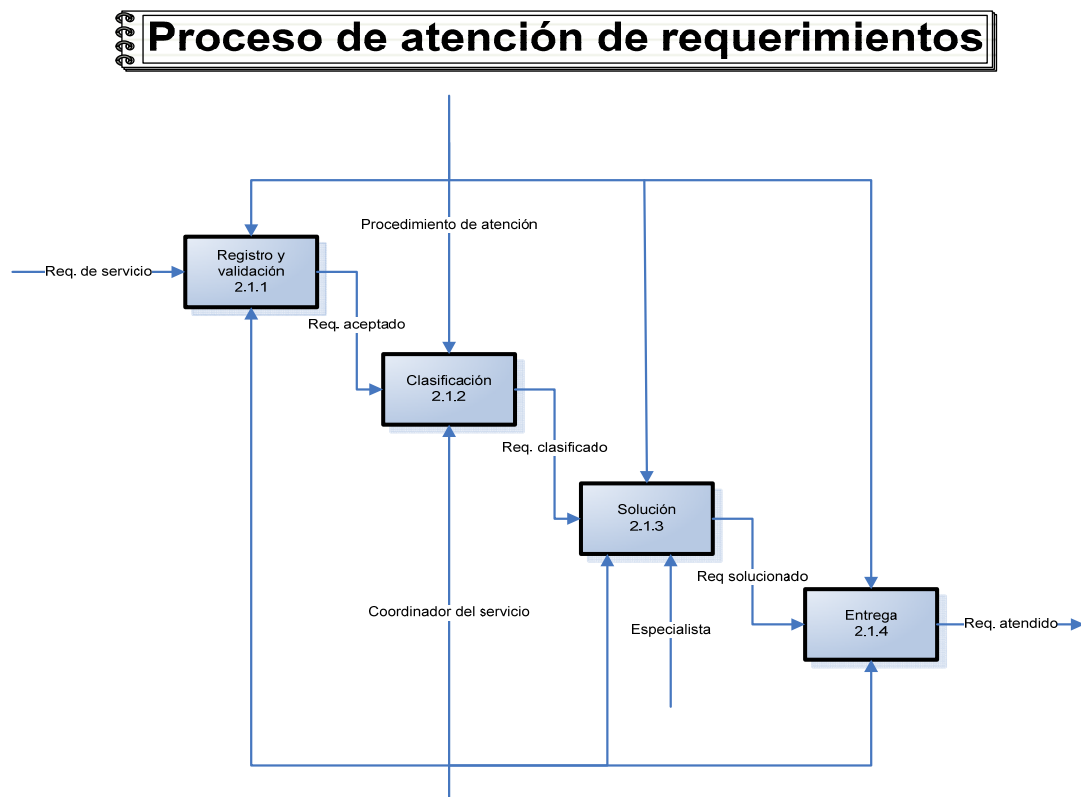 Proceso de atención de requerimientos
Procedimiento de atención
Registro y
validación
2.1.1
Req. de servicio
Req. aceptado
Clasificación
2.1.2
Req. clasificado
Solución
2.1.3
Req solucionado
Coordinador del servicio
Especialista
Entrega
2.1.4
Req. atendido